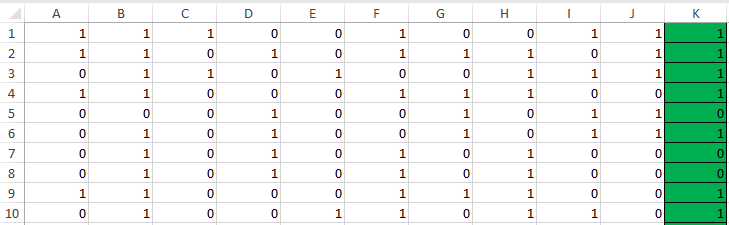 A B C D E F G H I J K
1 1 1 1 0 0 1 0 0 1 1 1
2 1 1 0 1 0 1 1 1 0 1 1
3 0 1 1 0 1 0 0 1 1 1 1
4 1 1 0 0 0 1 1 1 0 0 1
5 0 0 0 1 0 0 1 0 1 1 0
6 0 1 0 1 0 0 1 0 1 1 1
7 0 1 0 1 0 1 0 1 0 0 0
8 0 1 0 1 0 1 0 1 0 0 0
9 1 1 0 0 0 1 1 1 0 0 1
10 0 1 0 0 1 1 0 1 1 0 1